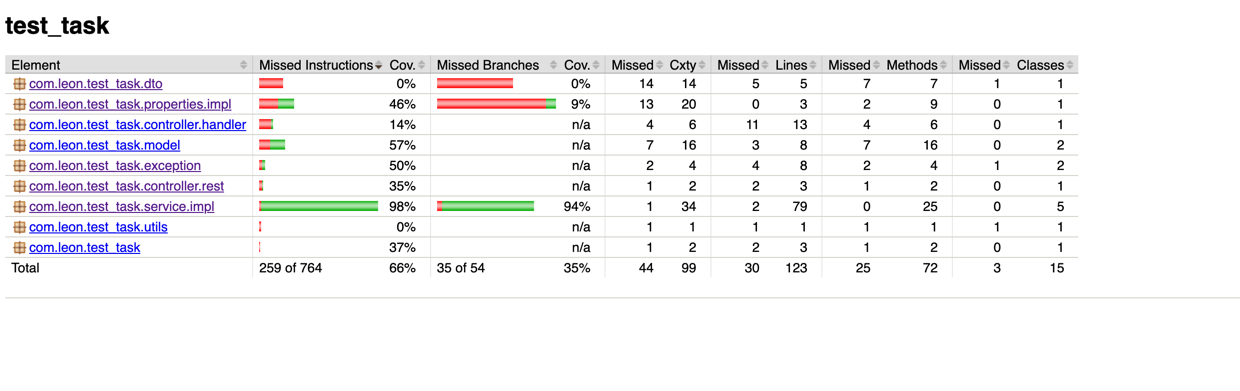 test_task
Element Missed Instructions Cov. Missed Branches Cov. Missed Cxty Missed Lines Missed Methods Missed Classes
com.leon.test_task.dto 0% 0% 14 14 5 5 7 7 1 1
com.leon.test_task.properties.impl 46% 9% 13 20 0 3 2 9 0 1
com.leon.test_task.controller.handler 14% n/a 4 6 11 13 4 6 0 1
com.leon.test_task.model 57% n/a 7 16 3 8 7 16 0 2
com.leon.test_task.exception 50% n/a 2 4 4 8 2 4 1 2
com.leon.test_task.controller.rest 35% n/a 1 2 2 3 1 2 0 1
com.leon.test_task.service.impl 98% 94% 1 34 2 79 0 25 0 5
com.leon.test_task.utils 0% n/a 1 1 1 1 1 1 1 1
com.leon.test_task 37% n/a 1 2 2 3 1 2 0 1
Total 259 of 764 66% 35 of 54 35% 44 99 30 123 25 72 3 15